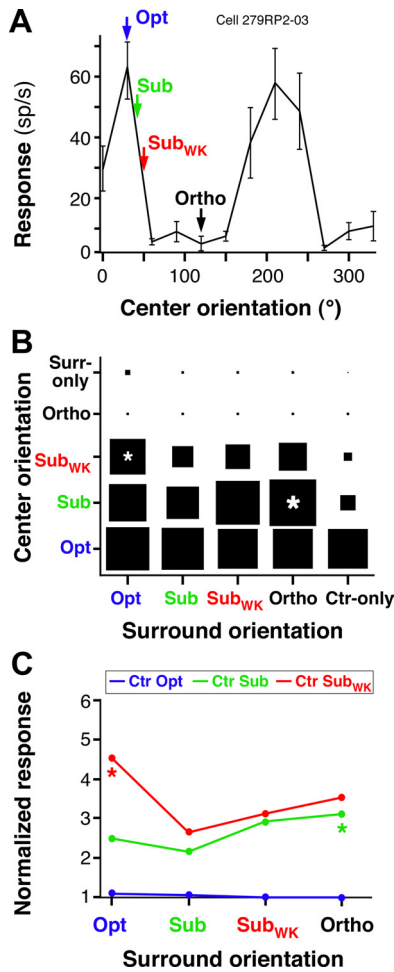 A
Opt
Cell 279RP2-03
Sub
SubWK
Ortho
Response (sp/s)
60
40
20
0
0 100 200 300
Center orientation (°)
B
Center orientation
Surr-
only
Ortho
SubWK
*
Sub
*
Opt
Opt Sub SubWK Ortho Ctr-only
Surround orientation
C
Ctr Opt Ctr Sub Ctr SubWK
Normalized response
6
5
4
3
2
1
*
*
Opt Sub SubWK Ortho
Surround orientation